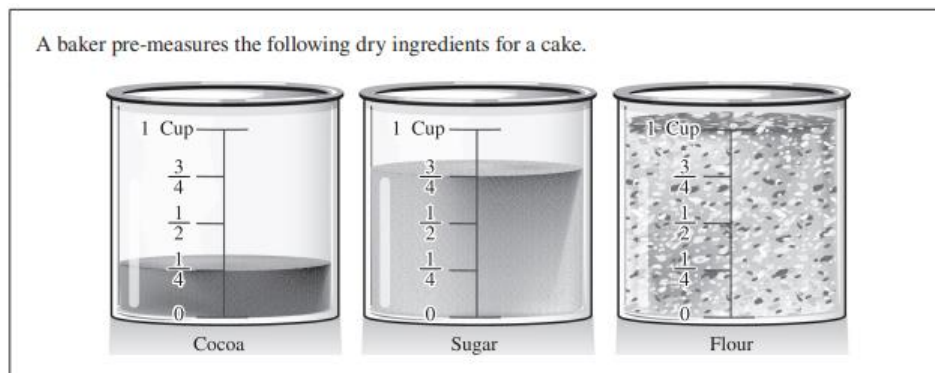 A baker pre-measures the following dry ingredients for a cake.
1 Cup
3/4
1/2
1/4
0
Cocoa
1 Cup
3/4
1/2
1/4
0
Sugar
1 Cup
3/4
1/2
1/4
0
Flour